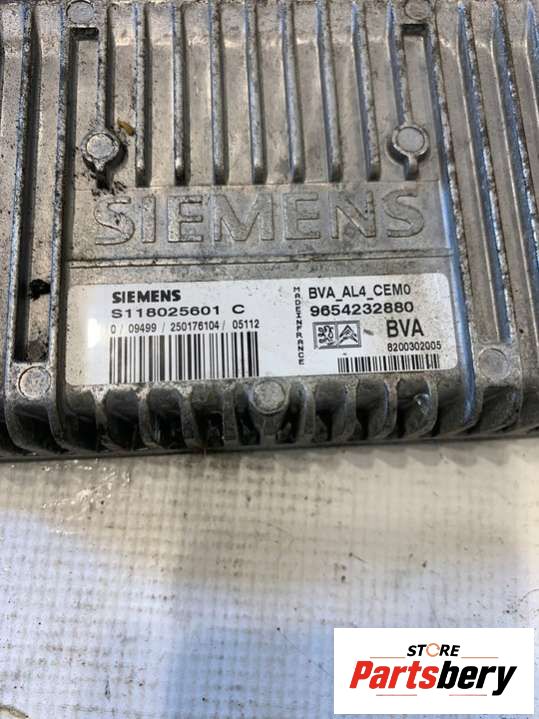 SIEMENS
SIEMENS
S118025601 C
0 / 09499 / 250176104 / 05112
MADE IN FRANCE
BVA_AL4_CEM0
9654232880
BVA
8200302005
STORE
Partsbery